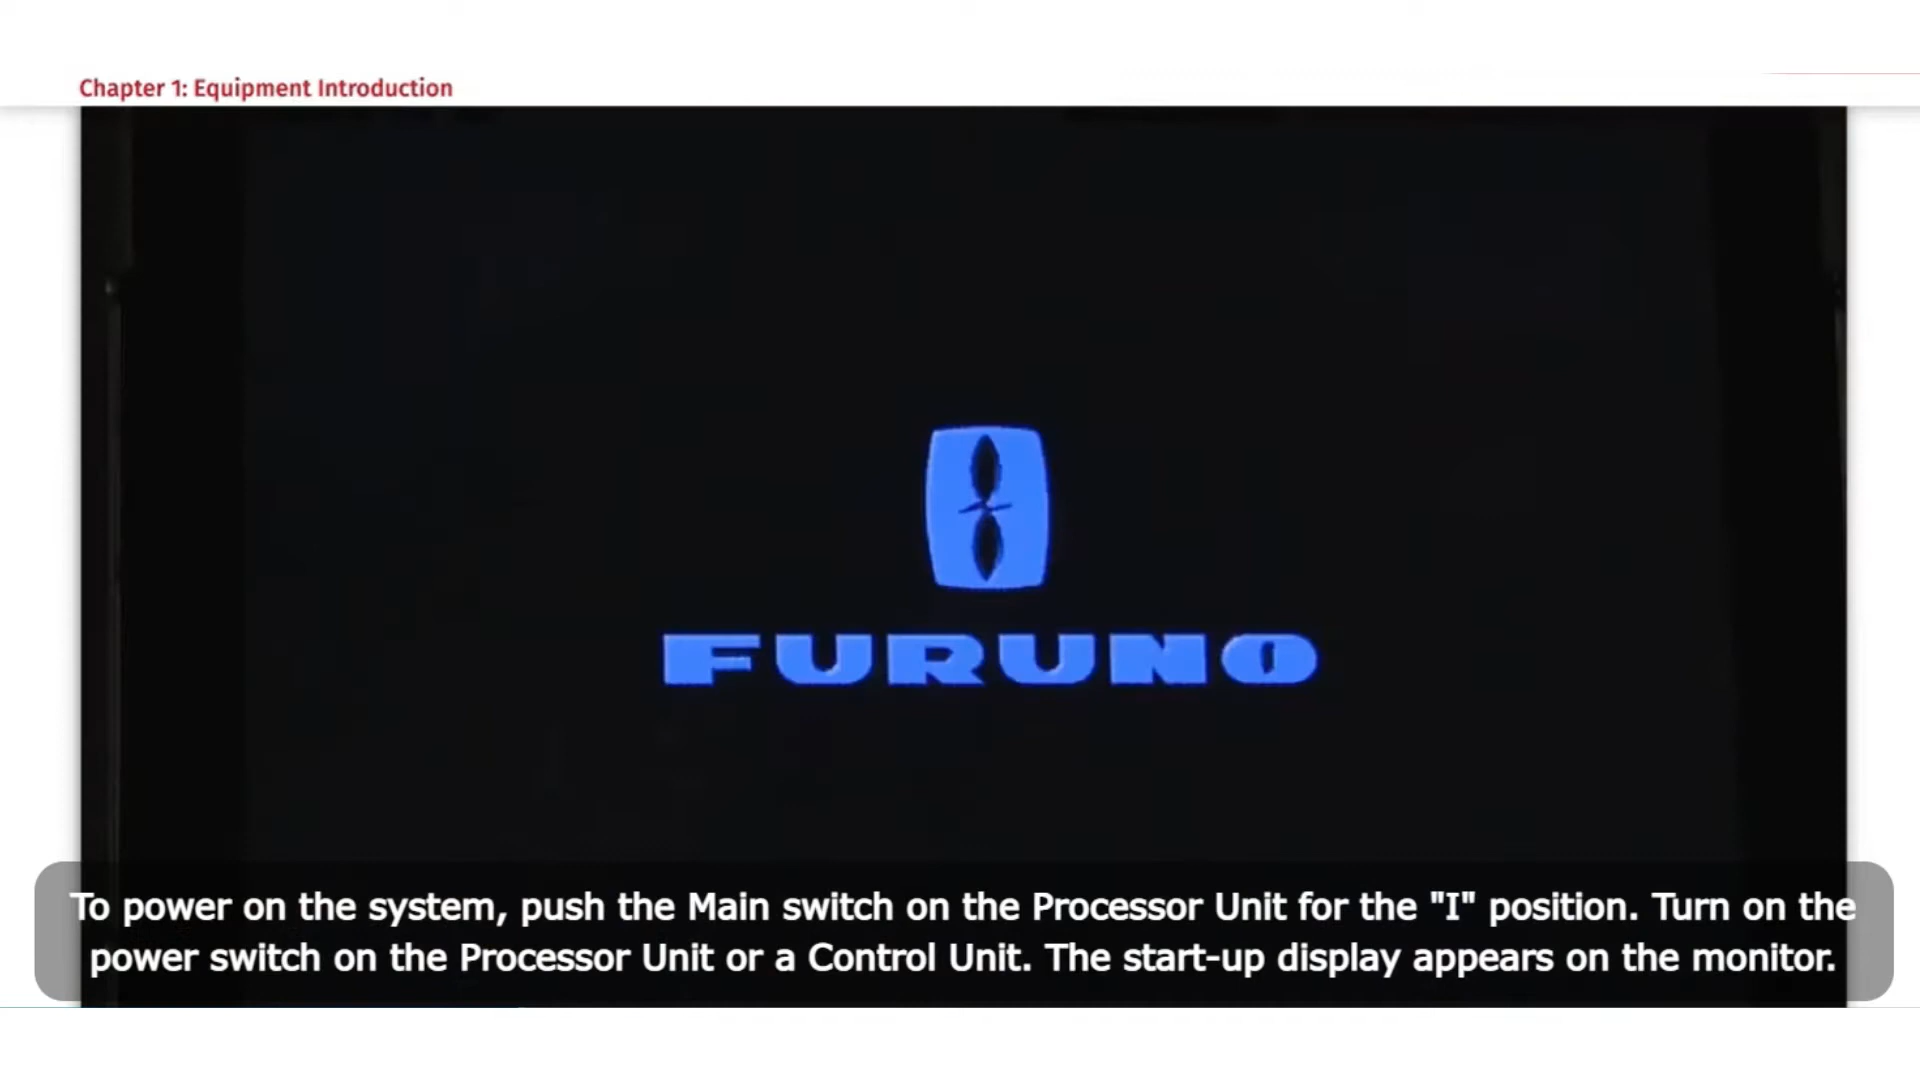 Chapter 1: Equipment Introduction
FURUNO
To power on the system, push the Main switch on the Processor Unit for the "I" position. Turn on the
power switch on the Processor Unit or a Control Unit. The start-up display appears on the monitor.